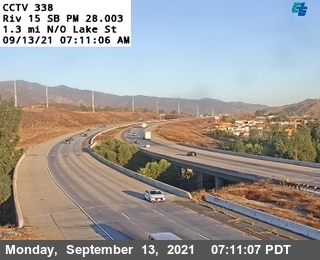 CCTV 338
Riv 15 SB PM 28.003
1.3 mi N/O Lake St
09/13/21 07:11:06 AM
Monday, September 13, 2021 07:11:07 PDT